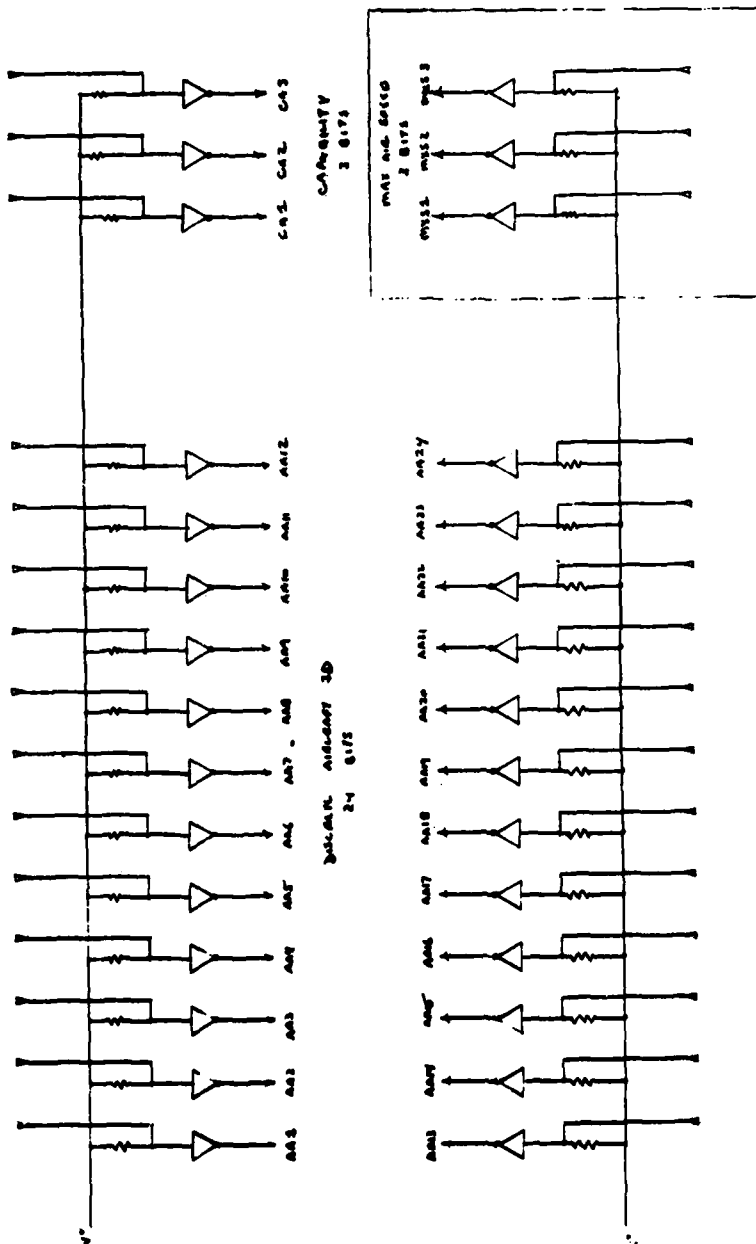 AA1 AA2 AA3 AA4 AA5 AA6 AA7 AA8 AA9 AA10 AA11 AA12 CA1 CA2 CA3
DISCRETE AIRCRAFT ID
24 BITS
CAPABILITY
3 BITS
MAX AIR SPEED
3 BITS
AA13 AA14 AA15 AA16 AA17 AA18 AA19 AA20 AA21 AA22 AA23 AA24 MSS1 MSS2 MSS3